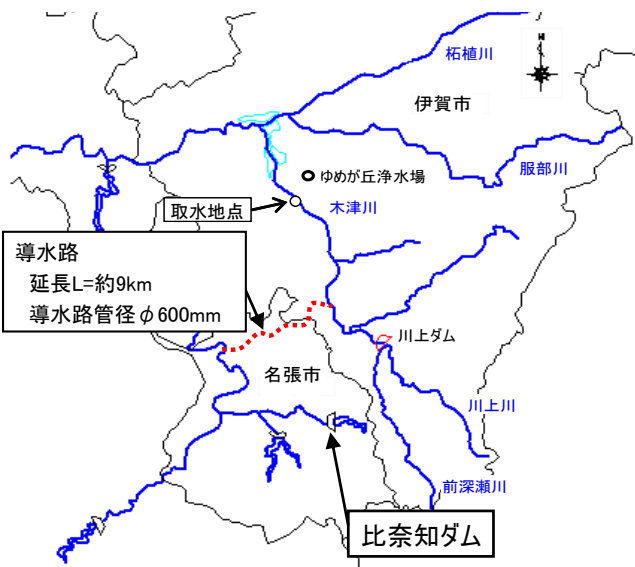 N
柘植川
伊賀市
服部川
ゆめが丘浄水場
取水地点
木津川
導水路
延長L=約9km
導水路管径φ600mm
川上ダム
名張市
川上川
前深瀬川
比奈知ダム